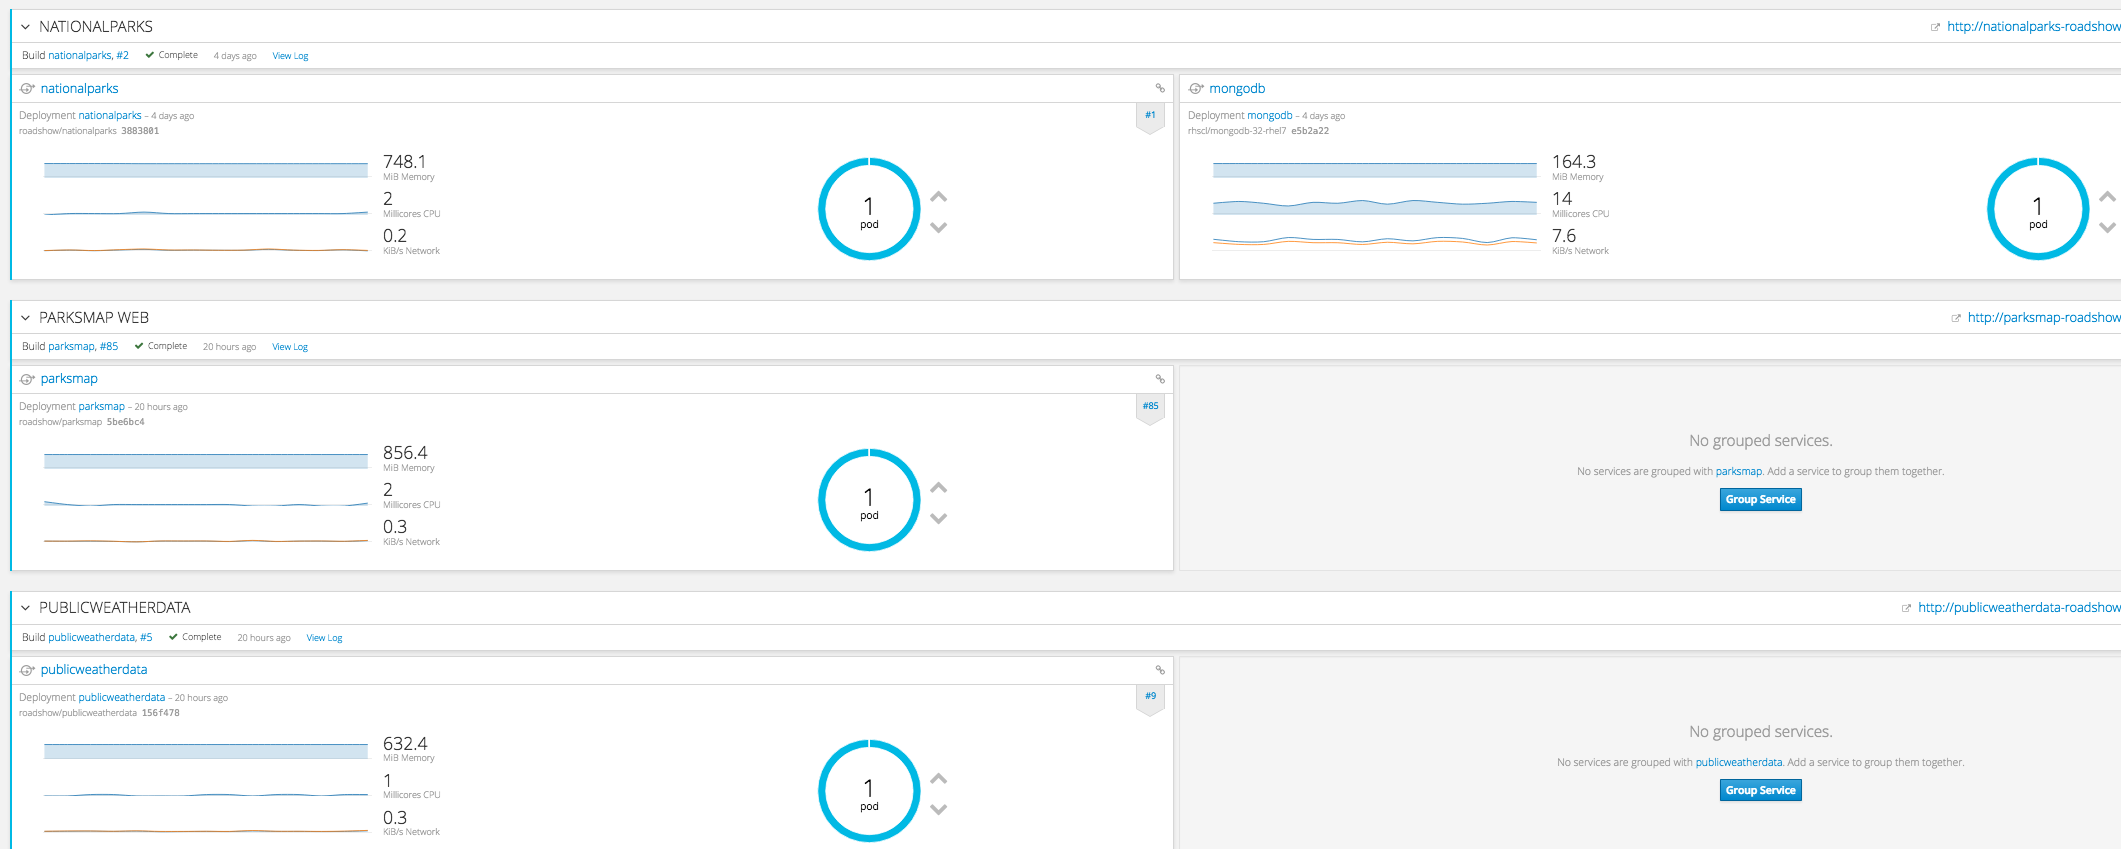 NATIONALPARKS
http://nationalparks-roadshow
Build nationalparks, #2 Complete 4 days ago View Log
nationalparks
Deployment nationalparks – 4 days ago
#1
roadshow/nationalparks 3883801
748.1
MiB Memory
2
Millicores CPU
0.2
KiB/s Network
1
pod
mongodb
Deployment mongodb – 4 days ago
rhscl/mongodb-32-rhel7 e5b2a22
164.3
MiB Memory
14
Millicores CPU
7.6
KiB/s Network
1
pod
PARKSMAP WEB
http://parksmap-roadshow
Build parksmap, #85 Complete 20 hours ago View Log
parksmap
Deployment parksmap – 20 hours ago
#85
roadshow/parksmap 5be6bc4
856.4
MiB Memory
2
Millicores CPU
0.3
KiB/s Network
1
pod
No grouped services.
No services are grouped with parksmap. Add a service to group them together.
Group Service
PUBLICWEATHERDATA
http://publicweatherdata-roadshow
Build publicweatherdata, #5 Complete 20 hours ago View Log
publicweatherdata
Deployment publicweatherdata – 20 hours ago
#9
roadshow/publicweatherdata 156f478
632.4
MiB Memory
1
Millicores CPU
0.3
KiB/s Network
1
pod
No grouped services.
No services are grouped with publicweatherdata. Add a service to group them together.
Group Service